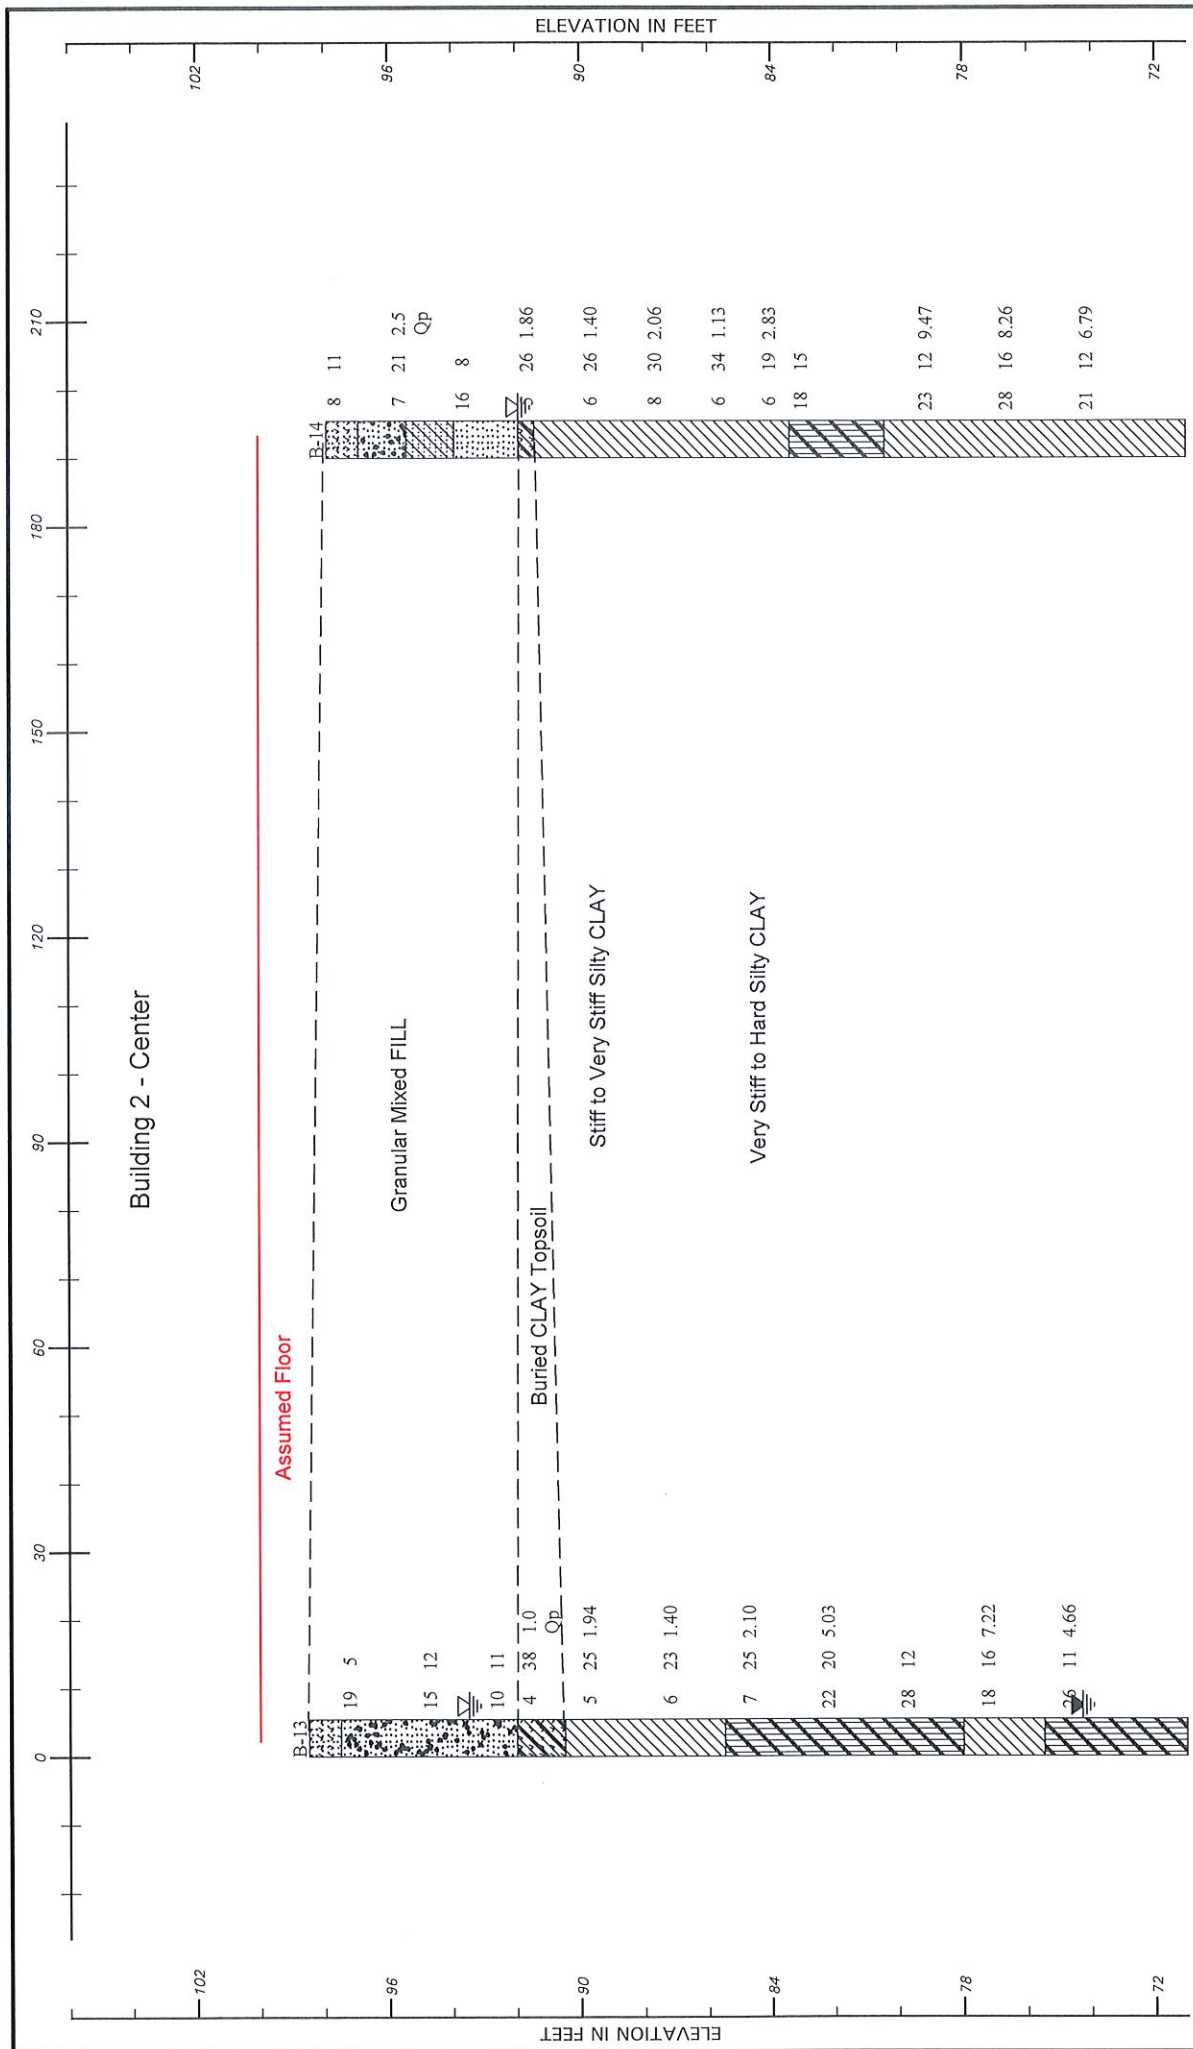 Building 2 - Center
0
30
60
90
120
150
180
210
ELEVATION IN FEET
102
96
90
84
78
72
ELEVATION IN FEET
102
96
90
84
78
72
Assumed Floor
Granular Mixed FILL
Buried CLAY Topsoil
Stiff to Very Stiff Silty CLAY
Very Stiff to Hard Silty CLAY
B-13
19 5
15 12
10 11
4 38 1.0
Qp
5 25 1.94
6 23 1.40
7 25 2.10
22 20 5.03
28 12
18 16 7.22
26 11 4.66
B-14
8 11
7 21 2.5
Qp
16 8
26 1.86
6 26 1.40
8 30 2.06
6 34 1.13
6 19 2.83
18 15
23 12 9.47
28 16 8.26
21 12 6.79